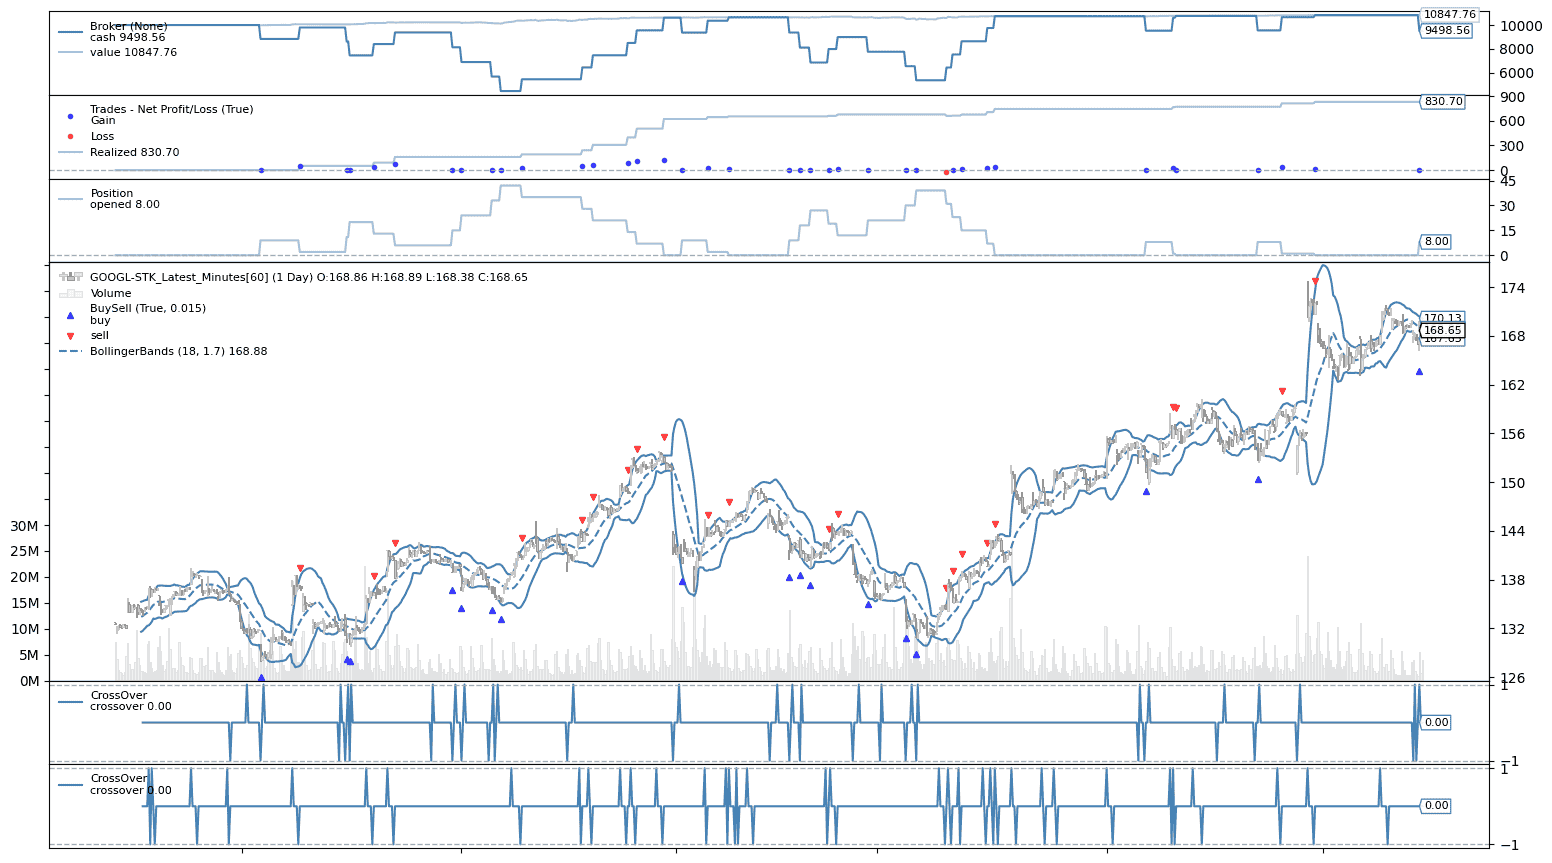 Broker (None)
cash 9498.56
value 10847.76
10847.76
9498.56
10000
8000
6000
Trades - Net Profit/Loss (True)
Gain
Loss
Realized 830.70
830.70
900
600
300
0
Position
opened 8.00
8.00
45
30
15
0
GOOGL-STK_Latest_Minutes[60] (1 Day) O:168.86 H:168.89 L:168.38 C:168.65
Volume
BuySell (True, 0.015)
buy
sell
BollingerBands (18, 1.7) 168.88
170.13
168.65
174
168
162
156
150
144
138
132
126
30M
25M
20M
15M
10M
5M
0M
CrossOver
crossover 0.00
0.00
1
−1
CrossOver
crossover 0.00
0.00
1
−1